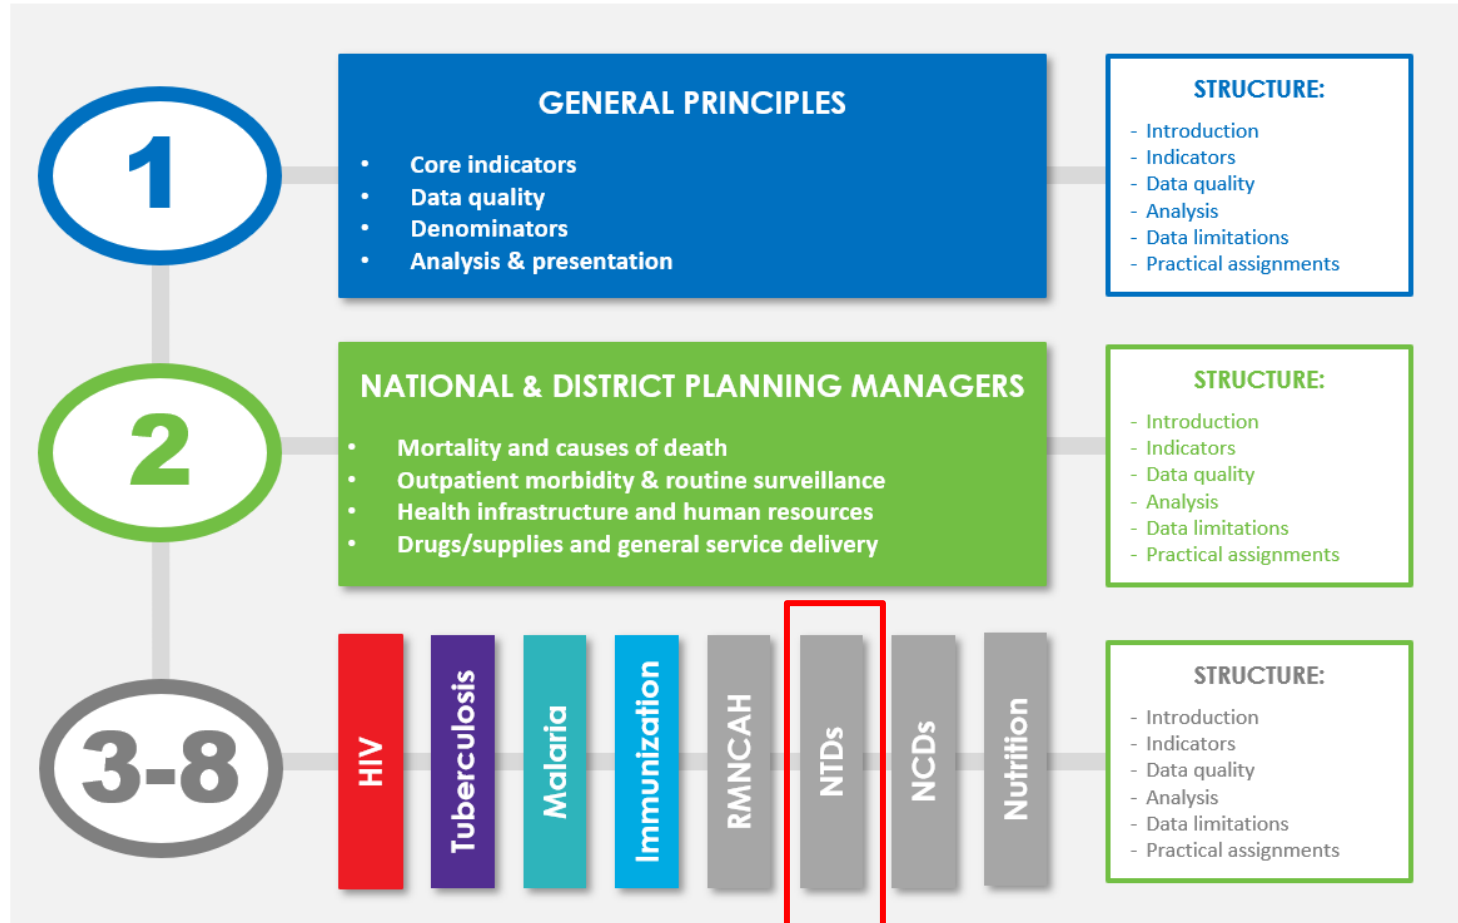 1
GENERAL PRINCIPLES
• Core indicators
• Data quality
• Denominators
• Analysis & presentation
STRUCTURE:
- Introduction
- Indicators
- Data quality
- Analysis
- Data limitations
- Practical assignments
2
NATIONAL & DISTRICT PLANNING MANAGERS
• Mortality and causes of death
• Outpatient morbidity & routine surveillance
• Health infrastructure and human resources
• Drugs/supplies and general service delivery
STRUCTURE:
- Introduction
- Indicators
- Data quality
- Analysis
- Data limitations
- Practical assignments
3-8
HIV
Tuberculosis
Malaria
Immunization
RMNCAH
NTDs
NCDs
Nutrition
STRUCTURE:
- Introduction
- Indicators
- Data quality
- Analysis
- Data limitations
- Practical assignments